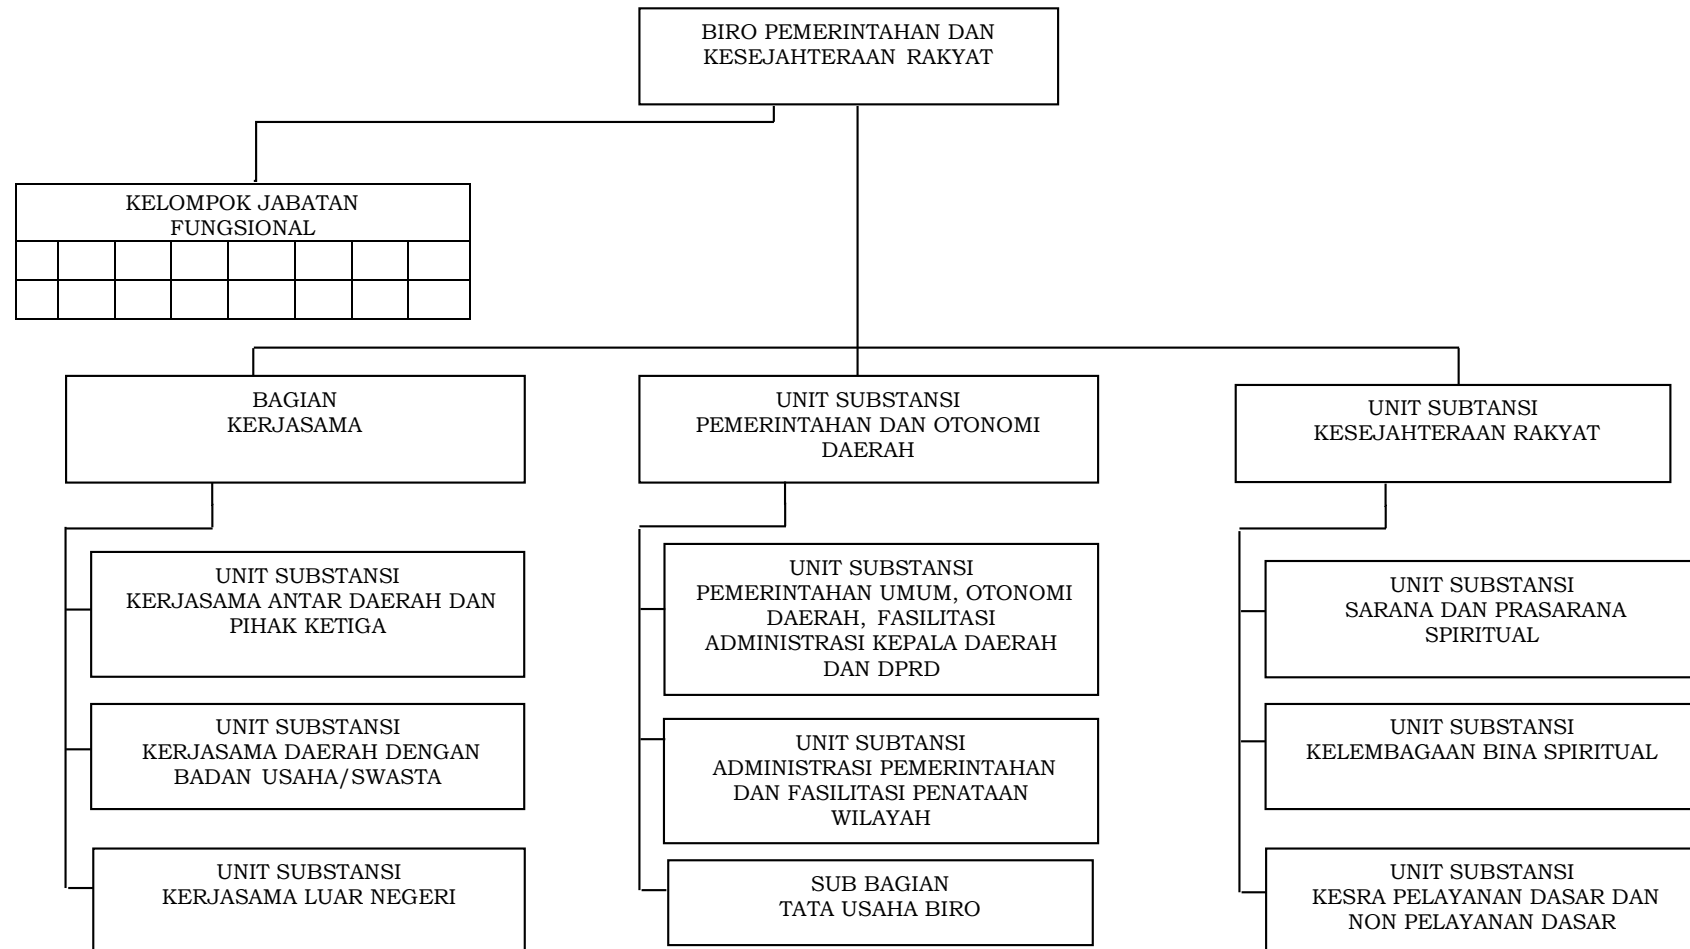 BIRO PEMERINTAHAN DAN
KESEJAHTERAAN RAKYAT
KELOMPOK JABATAN
FUNGSIONAL
BAGIAN
KERJASAMA
UNIT SUBSTANSI
PEMERINTAHAN DAN OTONOMI
DAERAH
UNIT SUBTANSI
KESEJAHTERAAN RAKYAT
UNIT SUBSTANSI
KERJASAMA ANTAR DAERAH DAN
PIHAK KETIGA
UNIT SUBSTANSI
KERJASAMA DAERAH DENGAN
BADAN USAHA/SWASTA
UNIT SUBSTANSI
KERJASAMA LUAR NEGERI
UNIT SUBSTANSI
PEMERINTAHAN UMUM, OTONOMI
DAERAH, FASILITASI
ADMINISTRASI KEPALA DAERAH
DAN DPRD
UNIT SUBTANSI
ADMINISTRASI PEMERINTAHAN
DAN FASILITASI PENATAAN
WILAYAH
SUB BAGIAN
TATA USAHA BIRO
UNIT SUBSTANSI
SARANA DAN PRASARANA
SPIRITUAL
UNIT SUBSTANSI
KELEMBAGAAN BINA SPIRITUAL
UNIT SUBSTANSI
KESRA PELAYANAN DASAR DAN
NON PELAYANAN DASAR